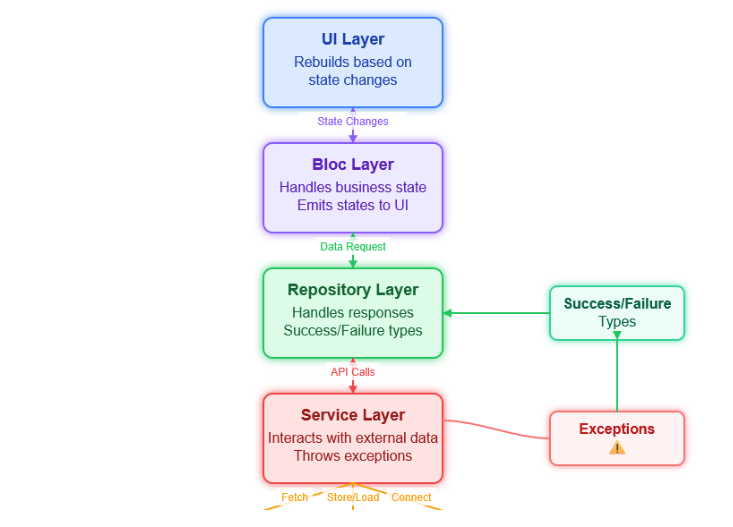 UI Layer
Rebuilds based on
state changes
State Changes
Bloc Layer
Handles business state
Emits states to UI
Data Request
Repository Layer
Handles responses
Success/Failure types
Success/Failure
Types
API Calls
Service Layer
Interacts with external data
Throws exceptions
Exceptions
Fetch Store/Load Connect